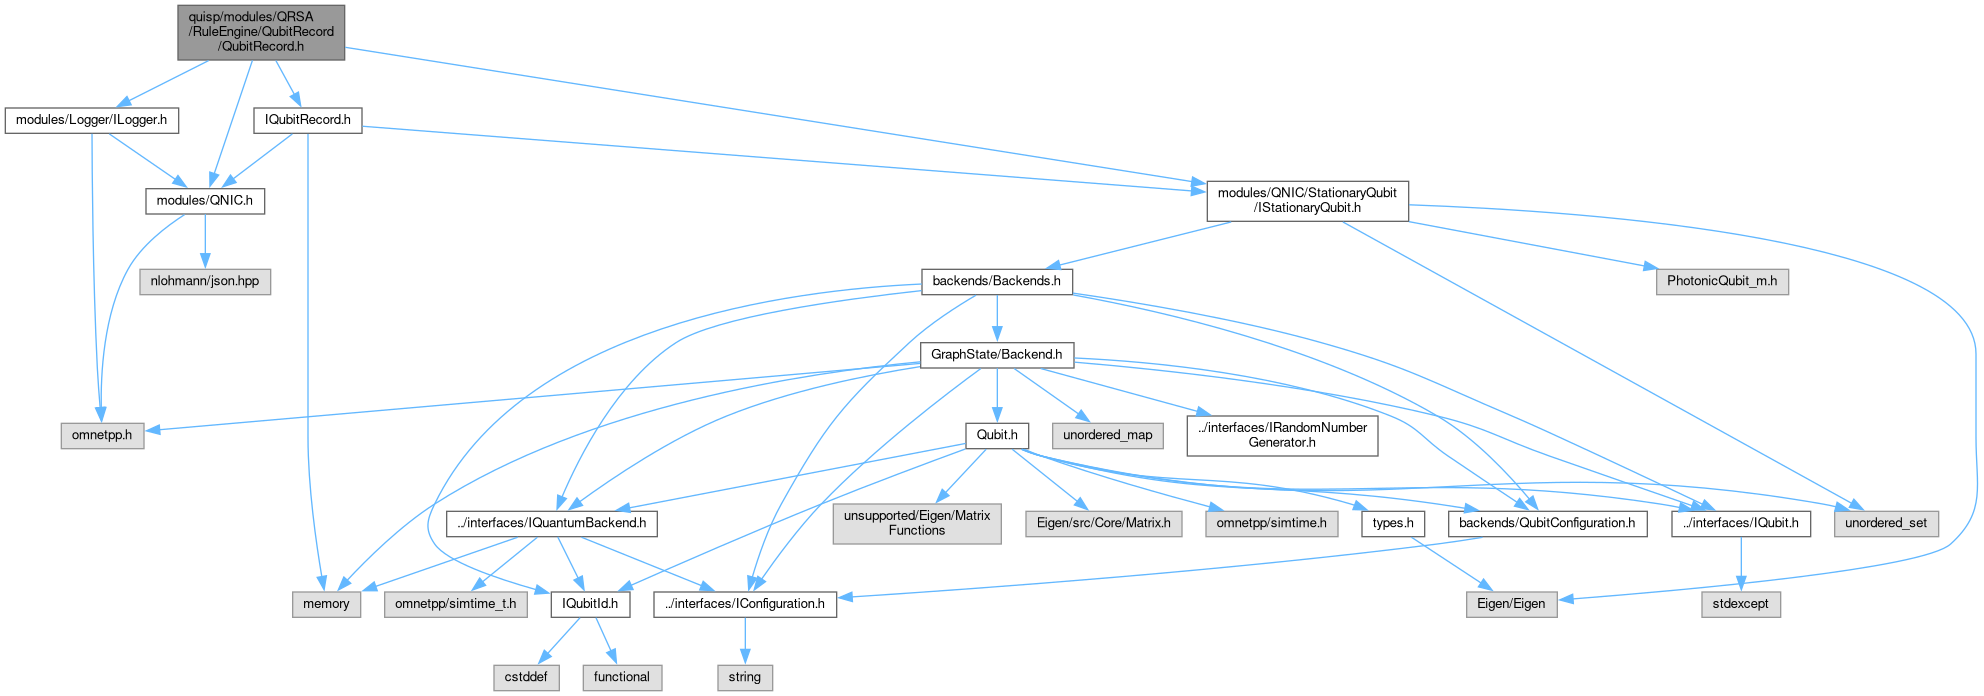 quisp/modules/QRSA
/RuleEngine/QubitRecord
/QubitRecord.h
modules/Logger/ILogger.h
IQubitRecord.h
modules/QNIC.h
modules/QNIC/StationaryQubit
/IStationaryQubit.h
nlohmann/json.hpp
backends/Backends.h
PhotonicQubit_m.h
GraphState/Backend.h
omnetpp.h
Qubit.h
unordered_map
../interfaces/IRandomNumber
Generator.h
../interfaces/IQuantumBackend.h
unsupported/Eigen/Matrix
Functions
Eigen/src/Core/Matrix.h
omnetpp/simtime.h
types.h
backends/QubitConfiguration.h
../interfaces/IQubit.h
unordered_set
memory
omnetpp/simtime_t.h
IQubitId.h
../interfaces/IConfiguration.h
Eigen/Eigen
stdexcept
cstddef
functional
string